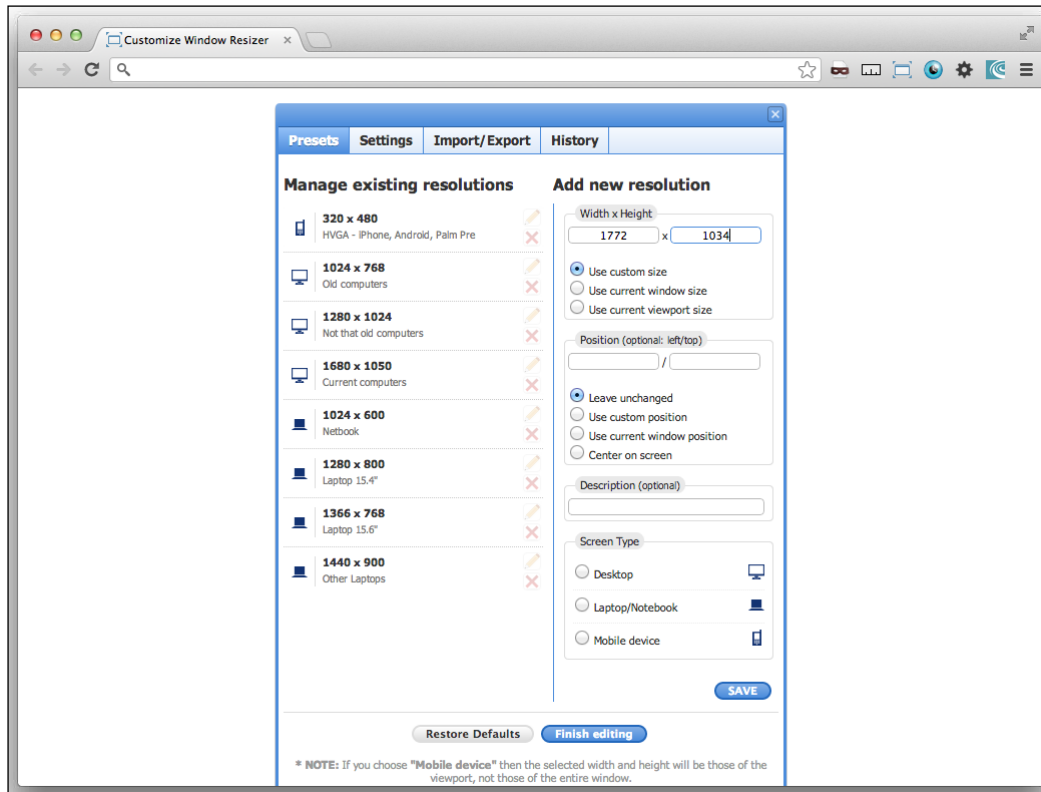 Customize Window Resizer
Presets Settings Import/Export History
Manage existing resolutions
320 x 480
HVGA - iPhone, Android, Palm Pre
1024 x 768
Old computers
1280 x 1024
Not that old computers
1680 x 1050
Current computers
1024 x 600
Netbook
1280 x 800
Laptop 15.4"
1366 x 768
Laptop 15.6"
1440 x 900
Other Laptops
Add new resolution
Width x Height
1772 x 1034
Use custom size
Use current window size
Use current viewport size
Position (optional: left/top)
/
Leave unchanged
Use custom position
Use current window position
Center on screen
Description (optional)
Screen Type
Desktop
Laptop/Notebook
Mobile device
SAVE
Restore Defaults Finish editing
* NOTE: If you choose "Mobile device" then the selected width and height will be those of the
viewport, not those of the entire window.